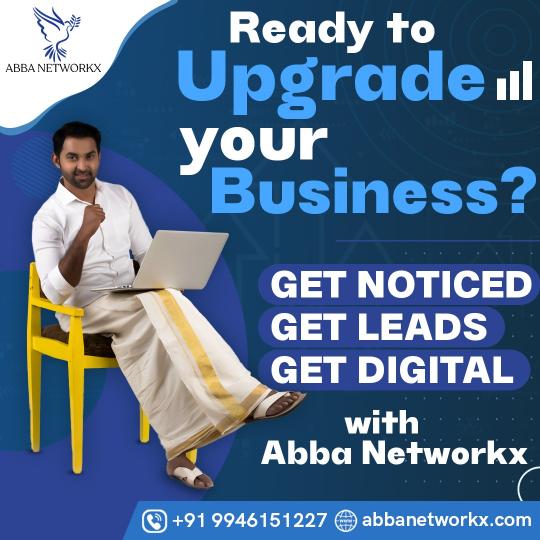 ABBA NETWORKX
Ready to
Upgrade
your
Business?
GET NOTICED
GET LEADS
GET DIGITAL
with
Abba Networkx
+91 9946151227 abbanetworkx.com